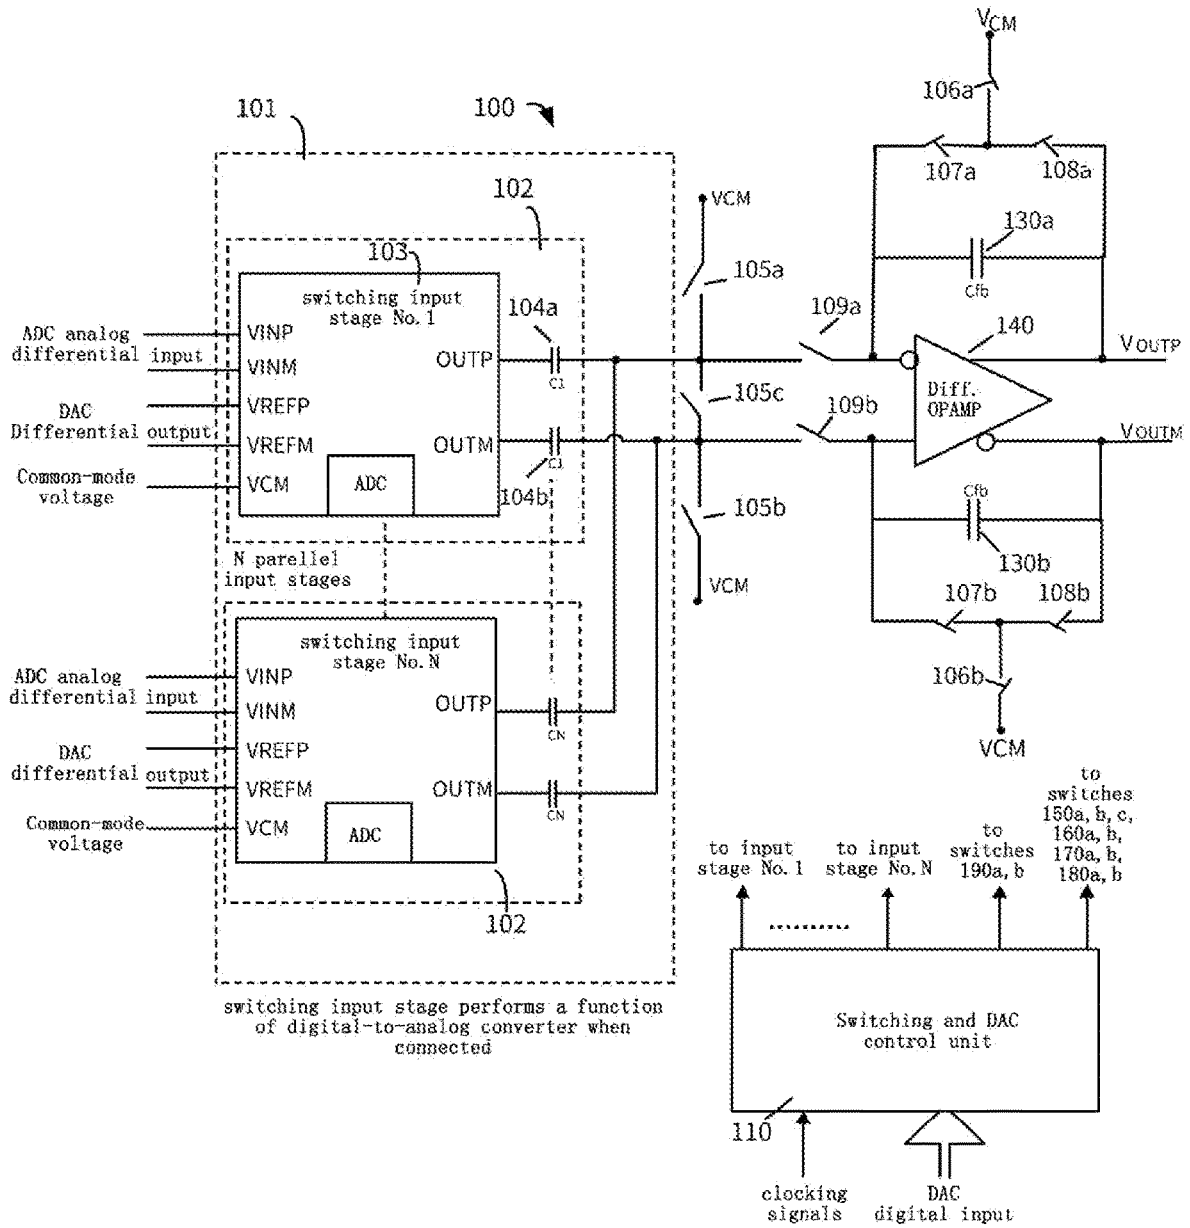 V_CM
106a
101
100
107a
108a
102
VCM
103
130a
switching input
stage No.1
104a
105a
Cfb
109a
ADC analog
differential input
VINP
140
VINM
OUTP
C1
V_OUTP
VREFP
105c
Diff.
OPAMP
DAC
Differential output
109b
VREFM
OUTM
C1
V_OUTM
Common-mode
voltage
VCM
ADC
104b
Cfb
105b
130b
N parellel
input stages
VCM
107b
108b
switching input
stage No.N
ADC analog
differential input
VINP
106b
VINM
OUTP
CN
VCM
DAC
differential output
VREFP
VREFM
OUTM
CN
Common-mode
voltage
VCM
ADC
to input
stage No.1
to input
stage No.N
to
switches
190a,b
to
switches
150a,b,c,
160a,b,
170a,b,
180a,b
102
switching input stage performs a function
of digital-to-analog converter when
connected
Switching and DAC
control unit
110
clocking
signals
DAC
digital input